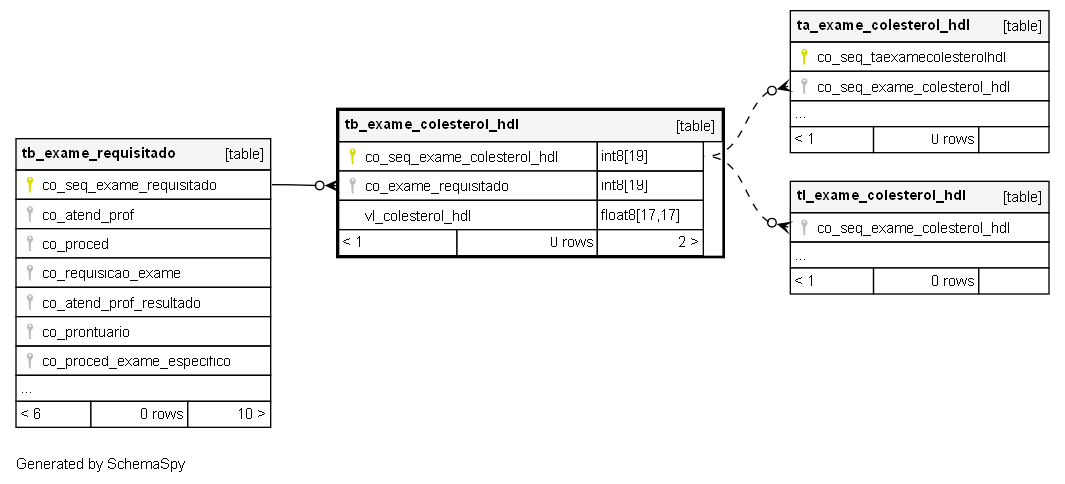 tb_exame_requisitado [table]
co_seq_exame_requisitado
co_atend_prof
co_proced
co_requisicao_exame
co_atend_prof_resultado
co_prontuario
co_proced_exame_especifico
...
< 6 0 rows 10 >
tb_exame_colesterol_hdl [table]
co_seq_exame_colesterol_hdl int8[19]
co_exame_requisitado int8[19]
vl_colesterol_hdl float8[17,17]
< 1 0 rows 2 >
ta_exame_colesterol_hdl [table]
co_seq_taexamecolesterolhdl
co_seq_exame_colesterol_hdl
...
< 1 0 rows
tl_exame_colesterol_hdl [table]
co_seq_exame_colesterol_hdl
...
< 1 0 rows
Generated by SchemaSpy